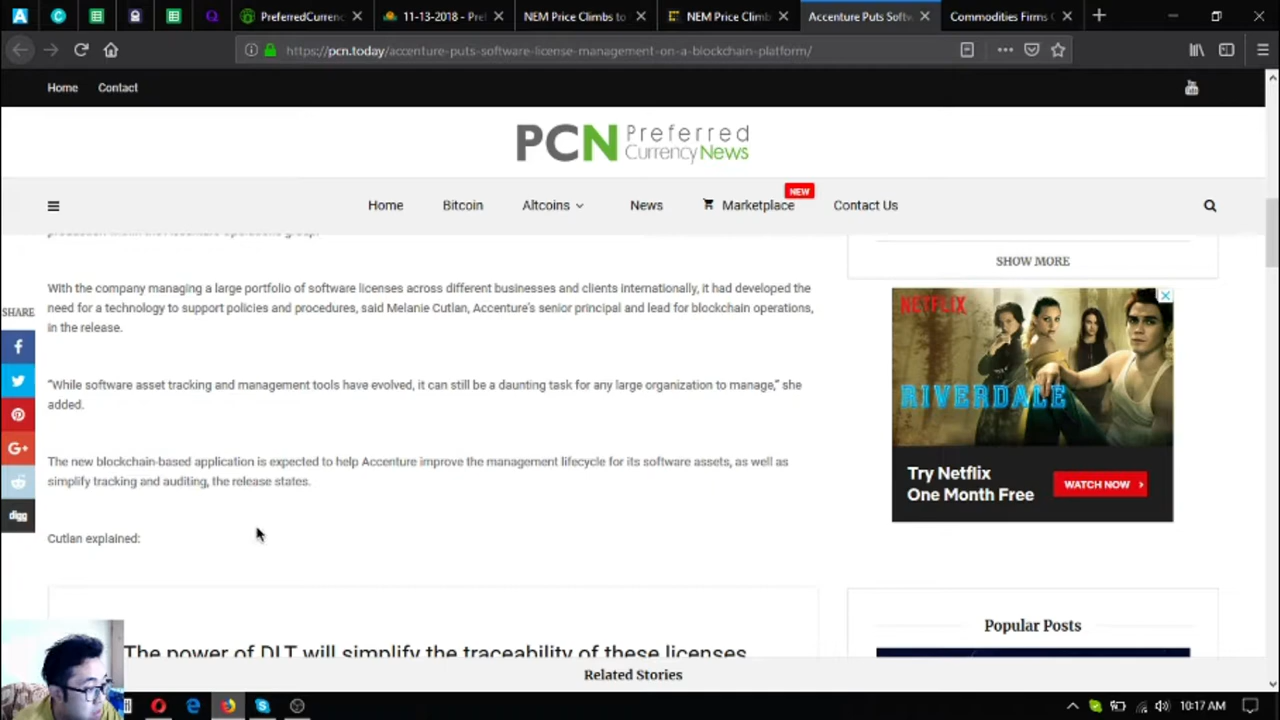 PreferredCurrenc
11-13-2018 - Pre
NEM Price Climbs to
NEM Price Climbs
Accenture Puts Softw
Commodities Firms
https://pcn.today/accenture-puts-software-license-management-on-a-blockchain-platform/
Home Contact
PCN Preferred
CurrencyNews
NEW
Home Bitcoin Altcoins News Marketplace Contact Us
With the company managing a large portfolio of software licenses across different businesses and clients internationally, it had developed the
need for a technology to support policies and procedures, said Melanie Cutlan, Accenture's senior principal and lead for blockchain operations,
in the release.
“While software asset tracking and management tools have evolved, it can still be a daunting task for any large organization to manage,” she
added.
The new blockchain-based application is expected to help Accenture improve the management lifecycle for its software assets, as well as
simplify tracking and auditing, the release states.
Cutlan explained:
The power of DLT will simplify the traceability of these licenses
SHARE
digg
SHOW MORE
NETFLIX
RIVERDALE
Try Netflix
One Month Free
WATCH NOW
Popular Posts
Related Stories
10:17 AM